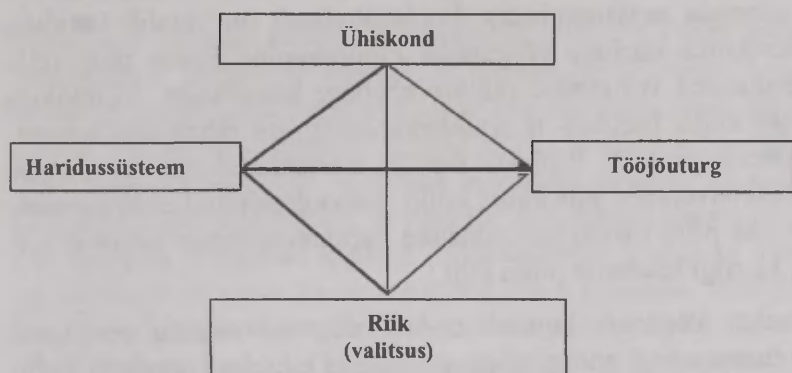 Ühiskond
Haridussüsteem
Tööjõuturg
Riik
(valitsus)